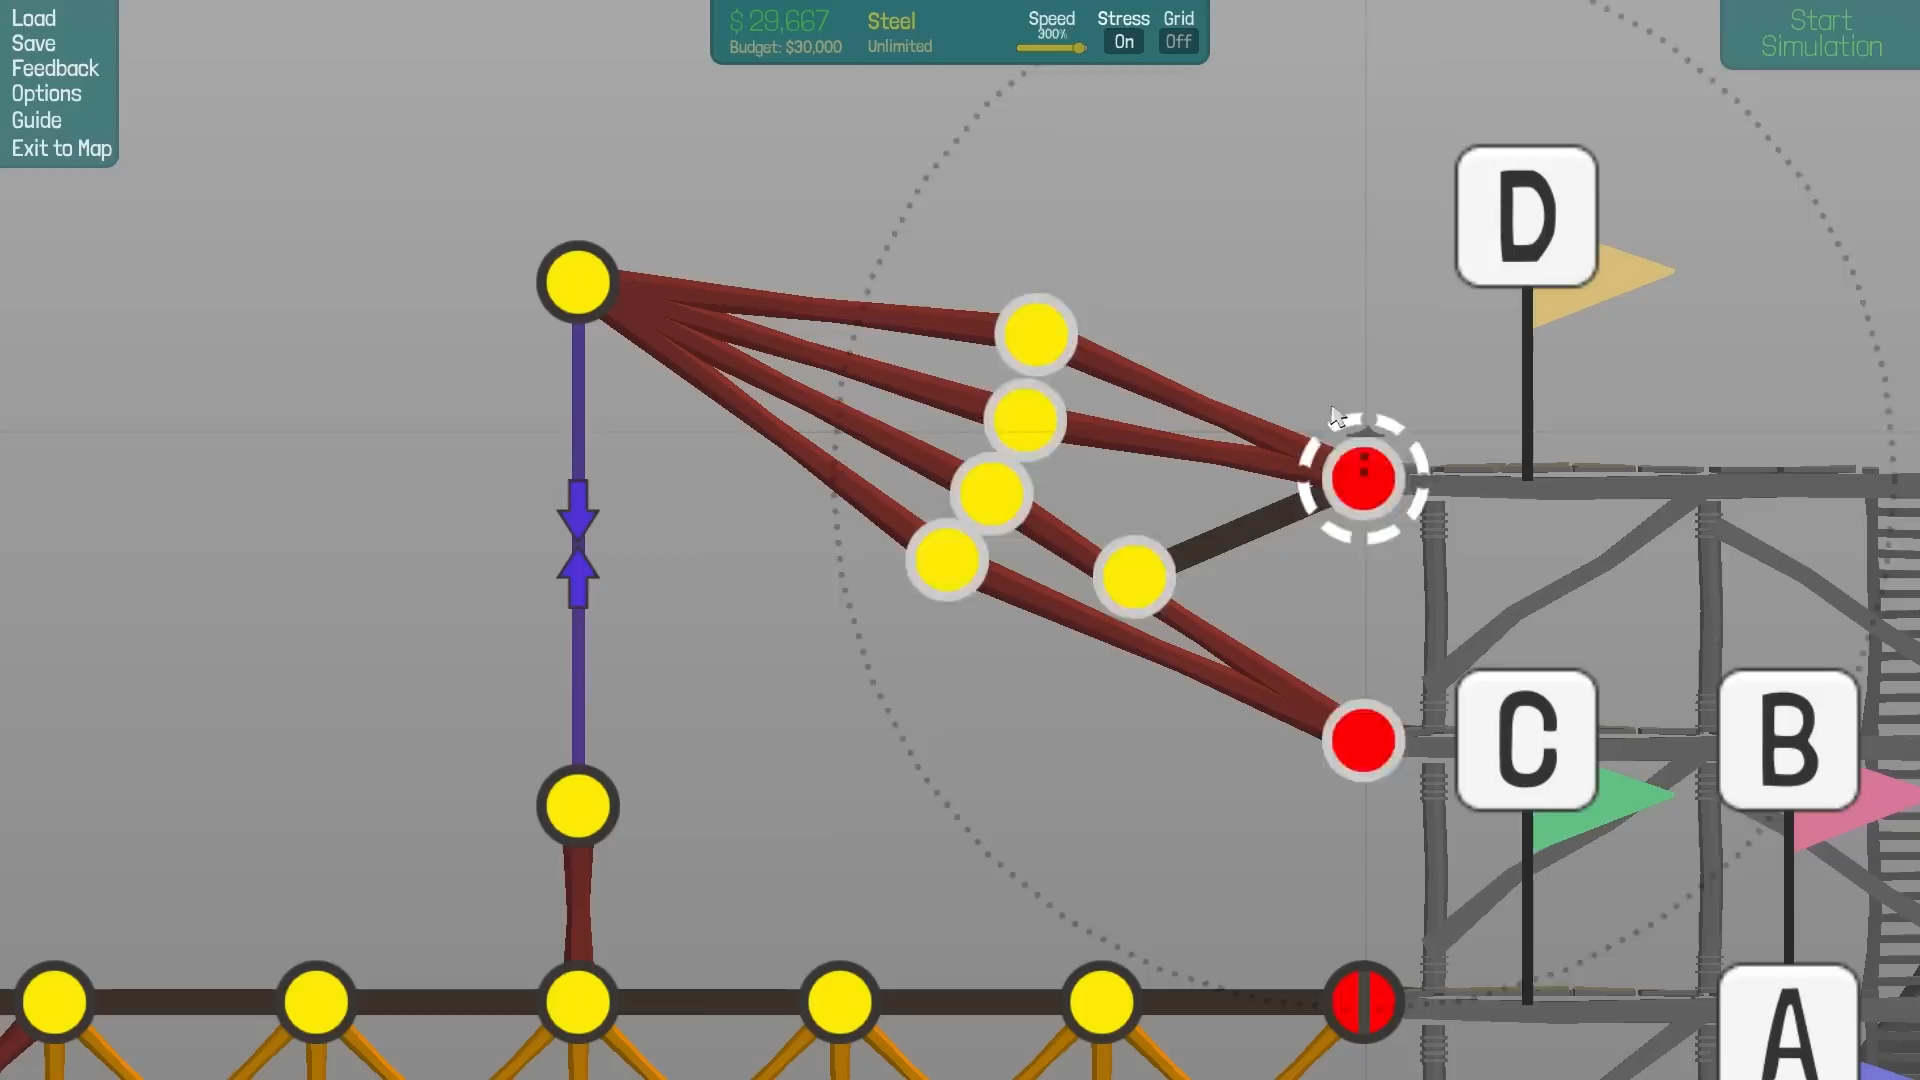 Load
Save
Feedback
Options
Guide
Exit to Map
$ 29,667
Budget: $30,000
Steel
Unlimited
Speed
300%
Stress
On
Grid
Off
Start
Simulation
D
C
B
A